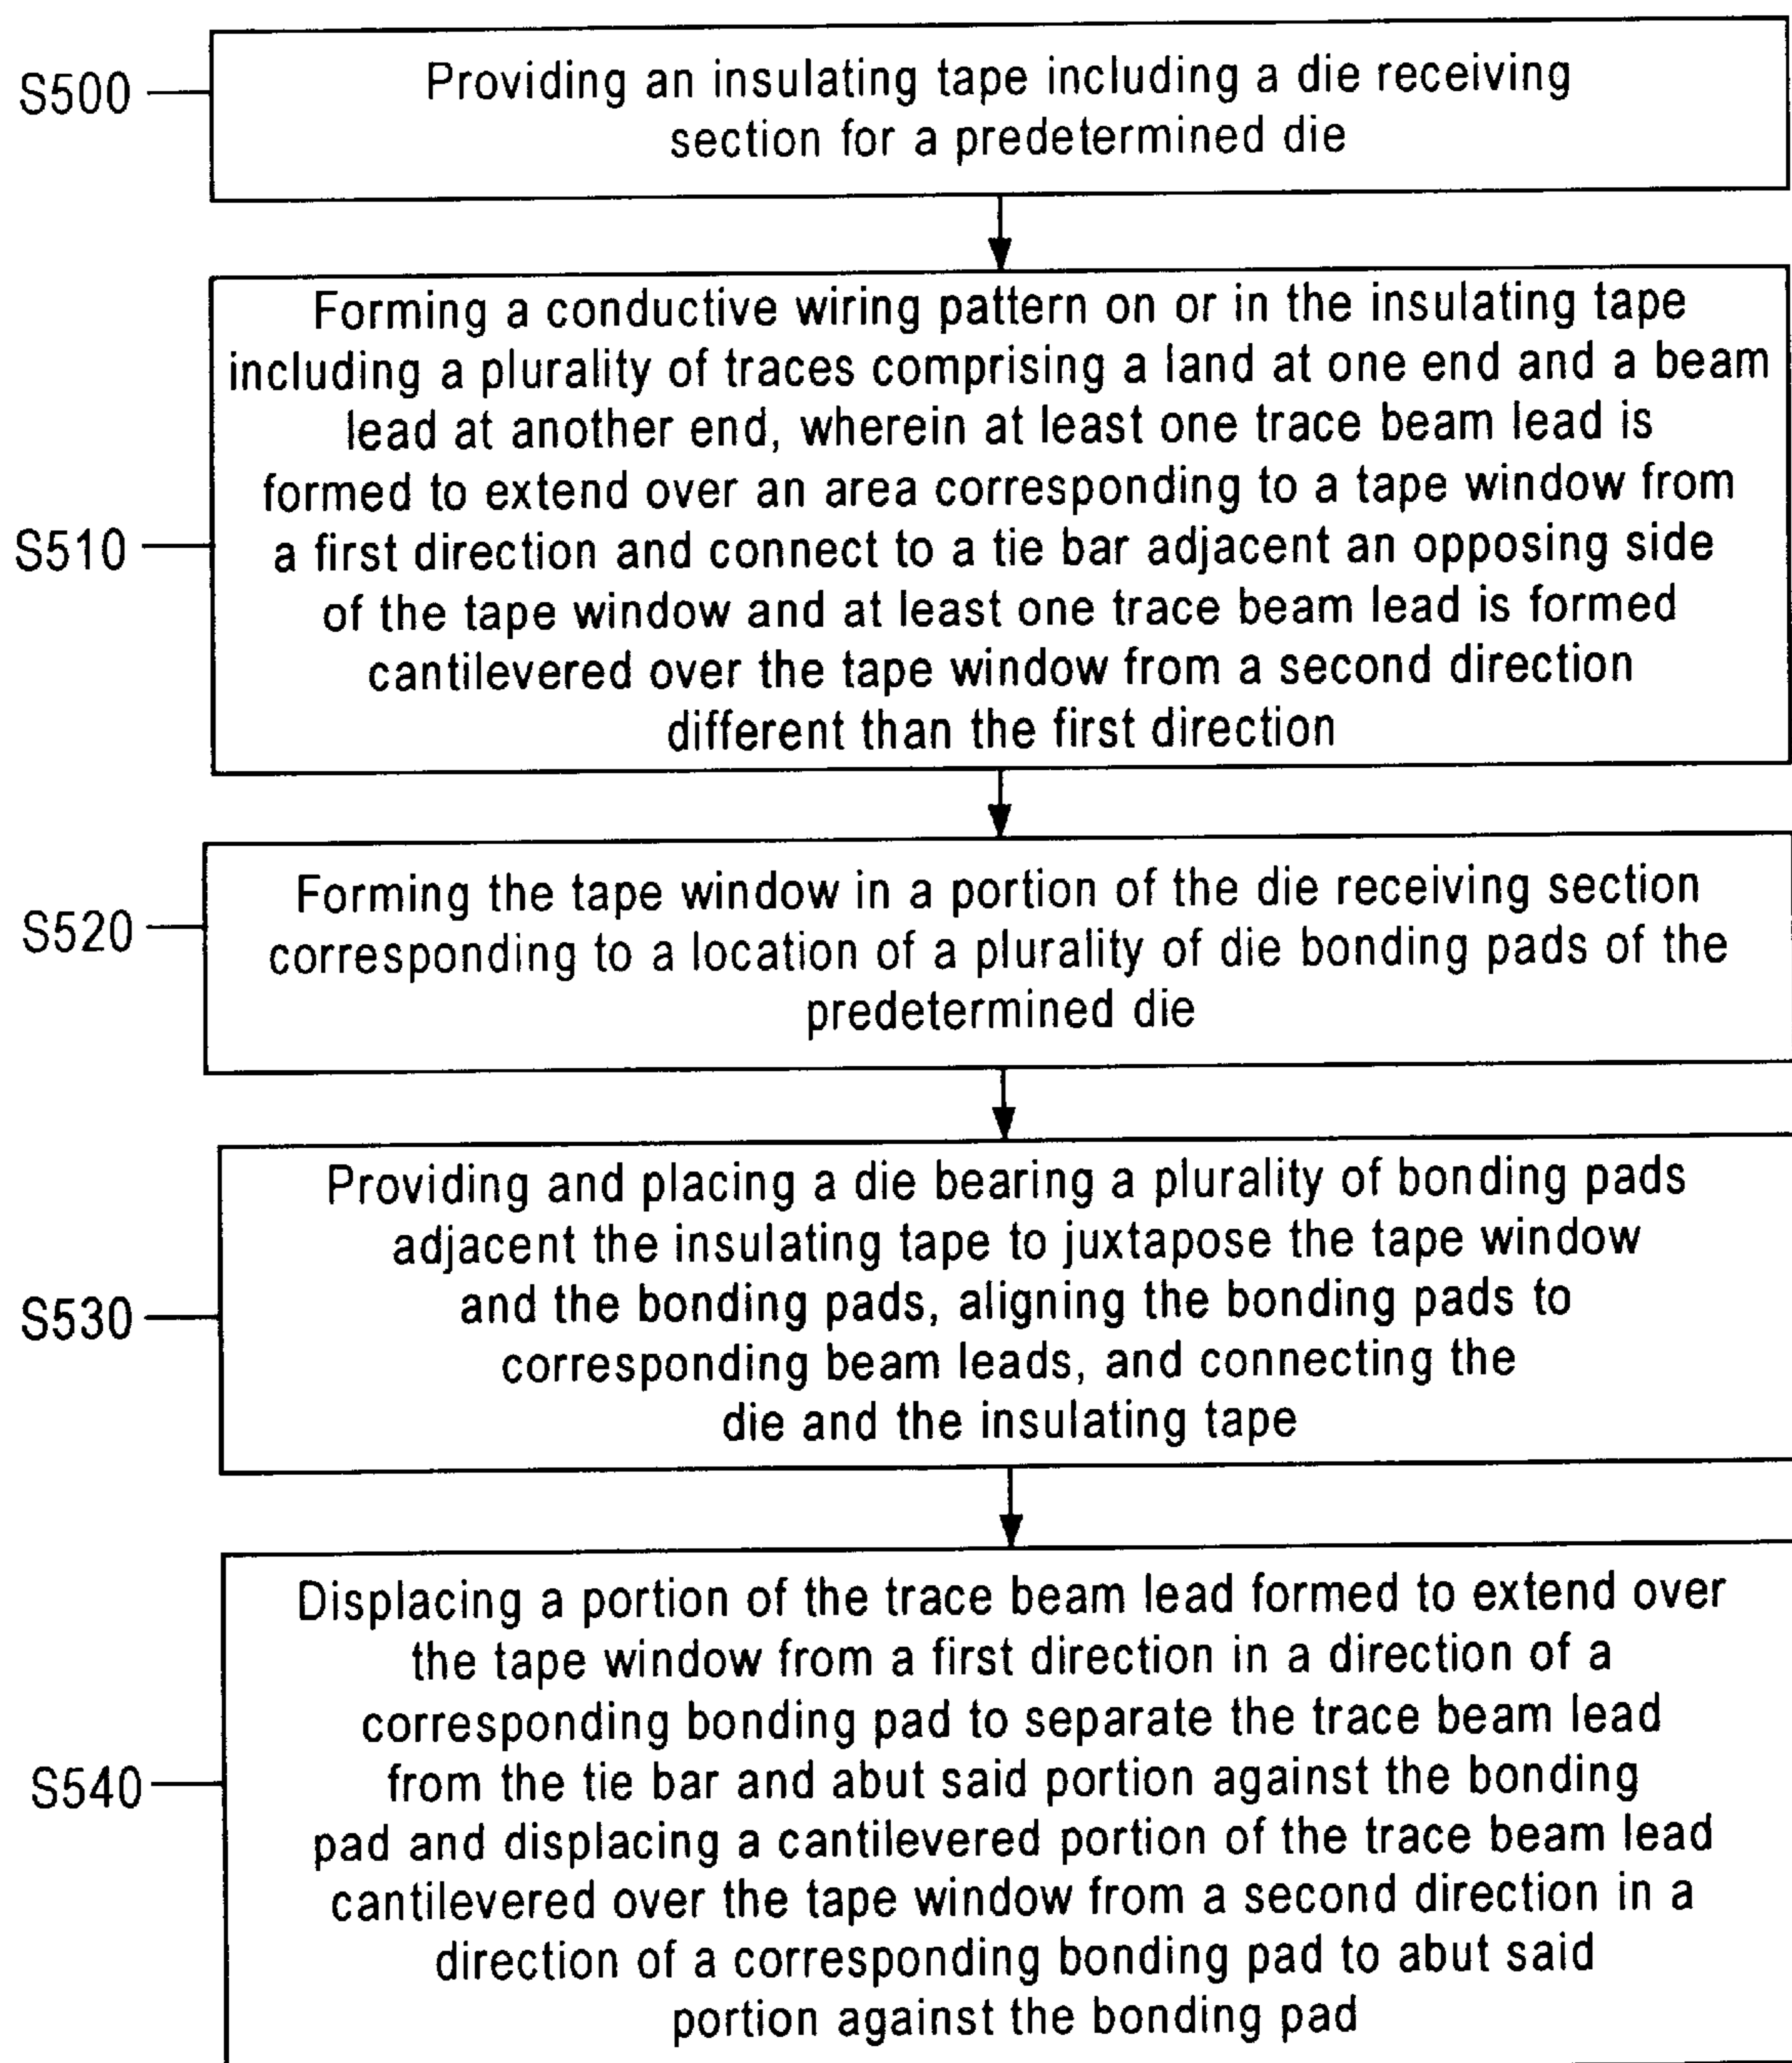 S500
Providing an insulating tape including a die receiving
section for a predetermined die
S510
Forming a conductive wiring pattern on or in the insulating tape
including a plurality of traces comprising a land at one end and a beam
lead at another end, wherein at least one trace beam lead is
formed to extend over an area corresponding to a tape window from
a first direction and connect to a tie bar adjacent an opposing side
of the tape window and at least one trace beam lead is formed
cantilevered over the tape window from a second direction
different than the first direction
S520
Forming the tape window in a portion of the die receiving section
corresponding to a location of a plurality of die bonding pads of the
predetermined die
S530
Providing and placing a die bearing a plurality of bonding pads
adjacent the insulating tape to juxtapose the tape window
and the bonding pads, aligning the bonding pads to
corresponding beam leads, and connecting the
die and the insulating tape
S540
Displacing a portion of the trace beam lead formed to extend over
the tape window from a first direction in a direction of a
corresponding bonding pad to separate the trace beam lead
from the tie bar and abut said portion against the bonding
pad and displacing a cantilevered portion of the trace beam lead
cantilevered over the tape window from a second direction in a
direction of a corresponding bonding pad to abut said
portion against the bonding pad